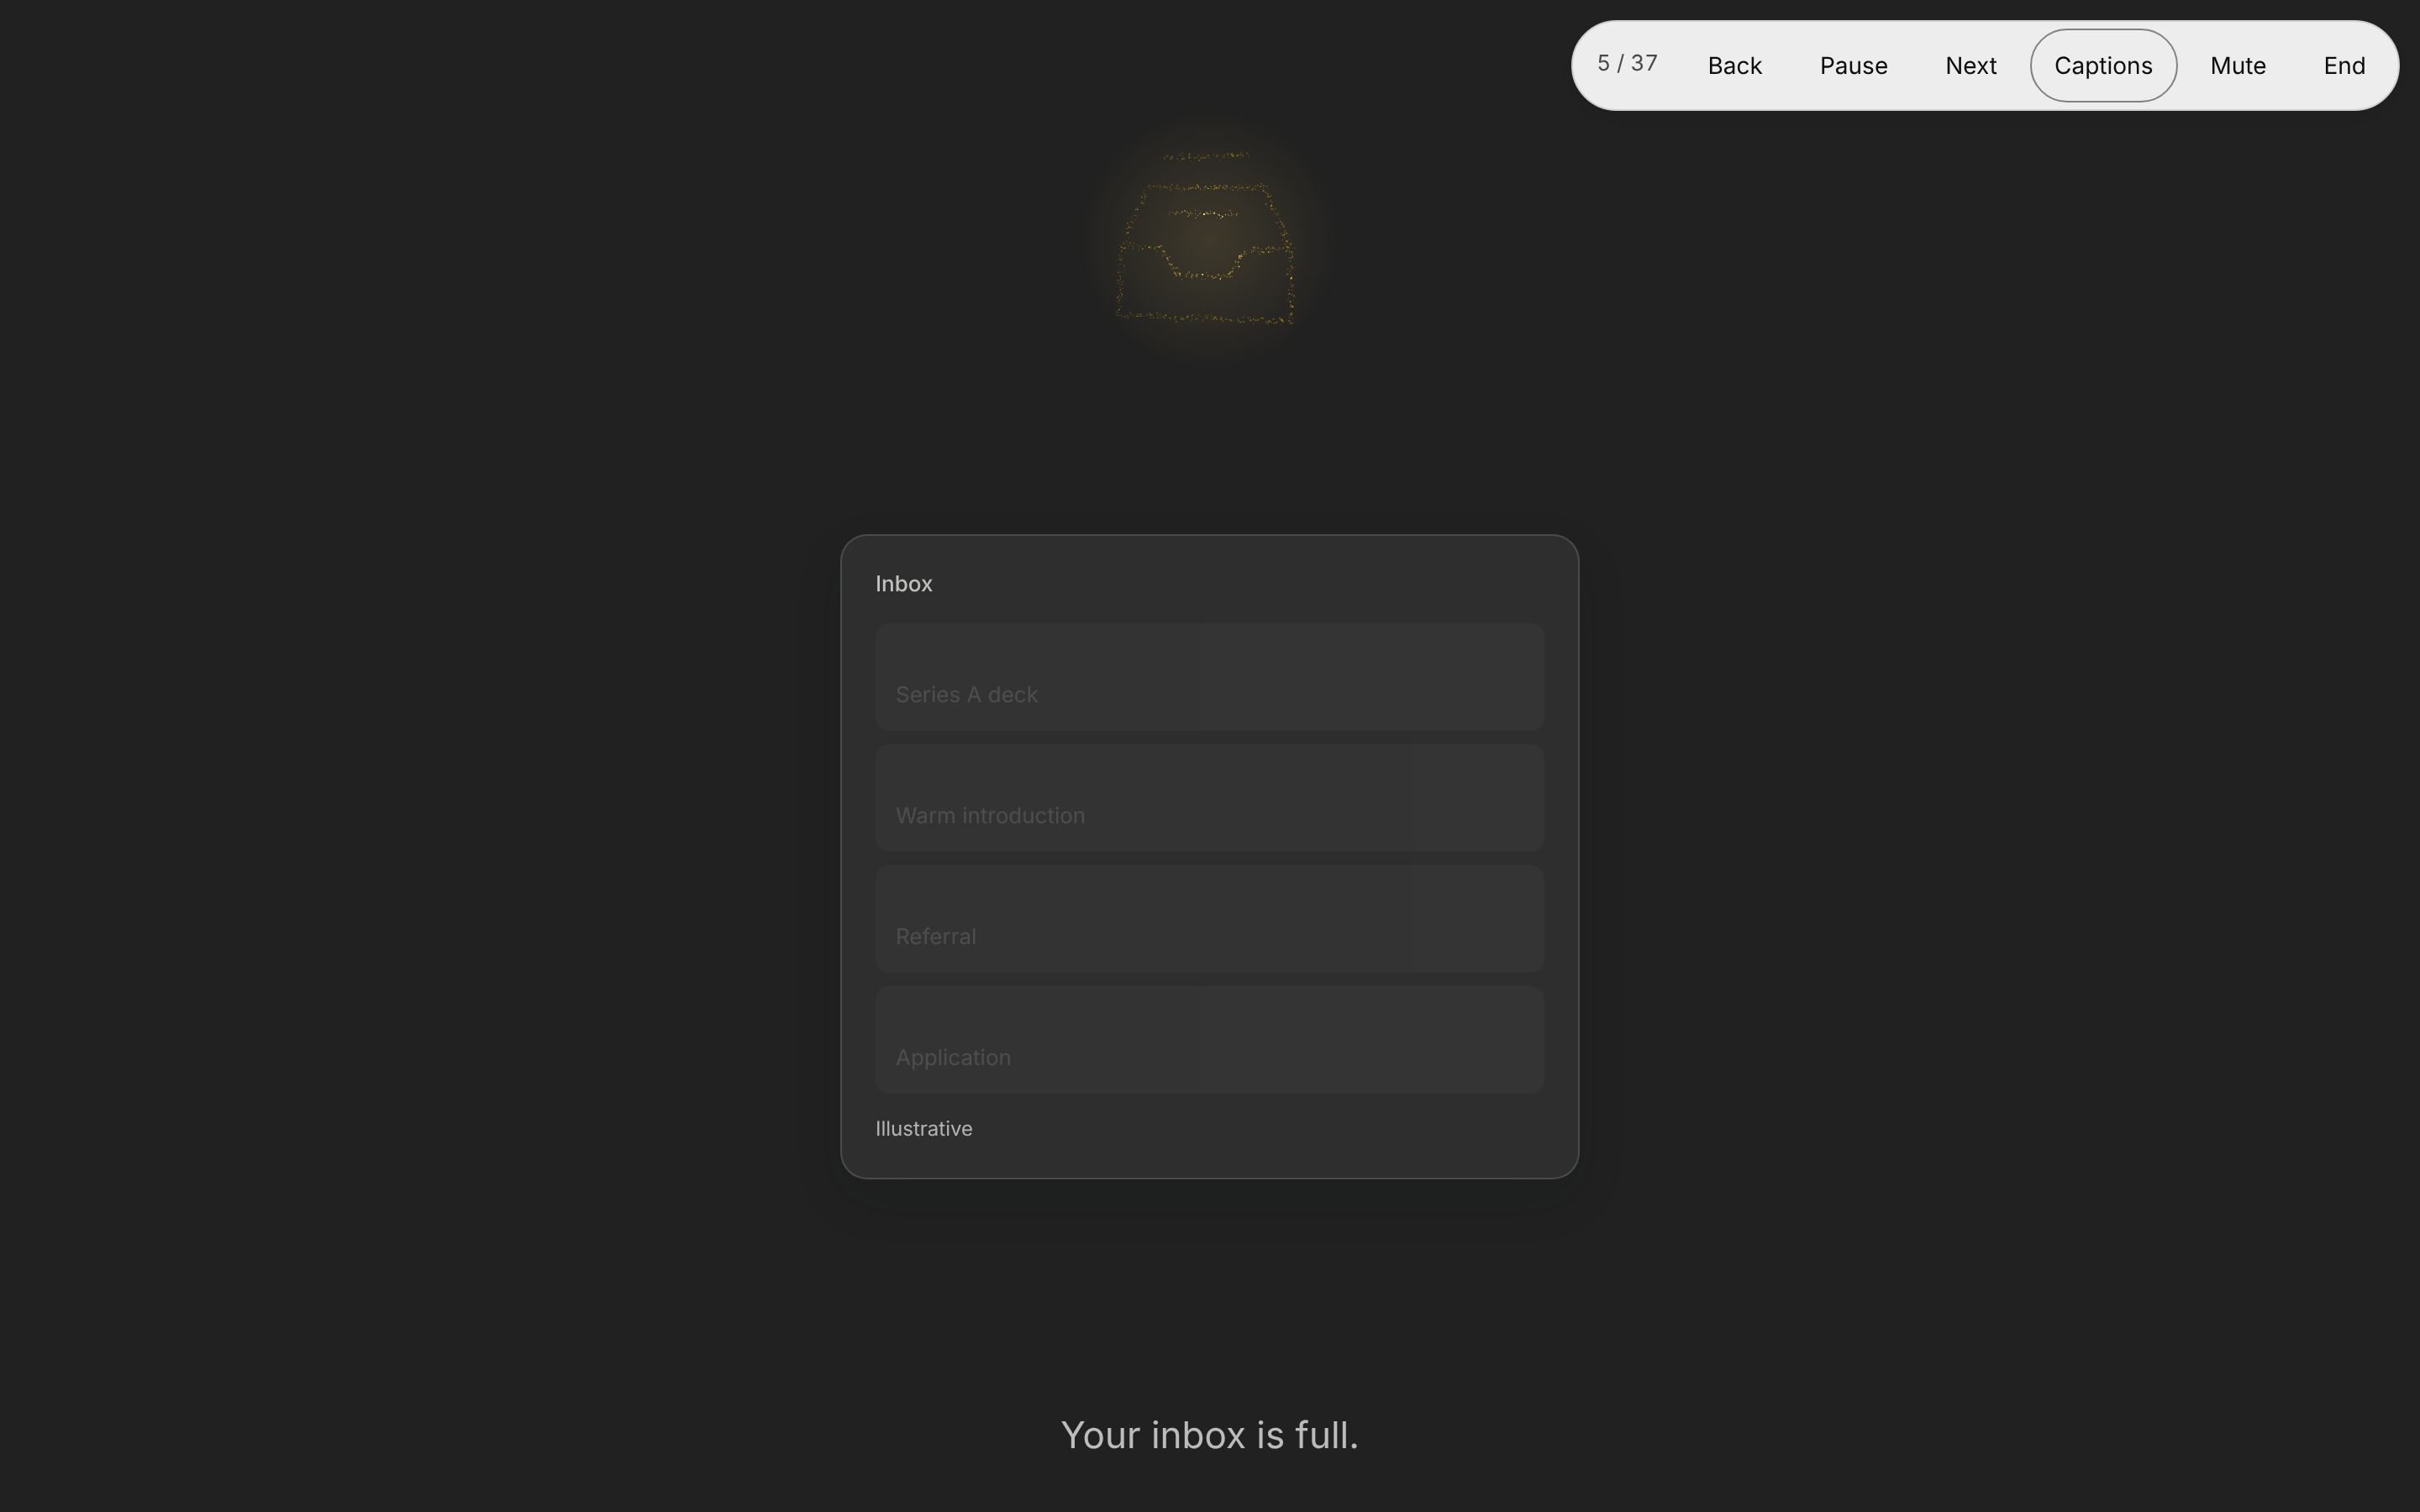 5 / 37 Back Pause Next Captions Mute End
Inbox
Series A deck
Warm introduction
Referral
Application
Illustrative
Your inbox is full.